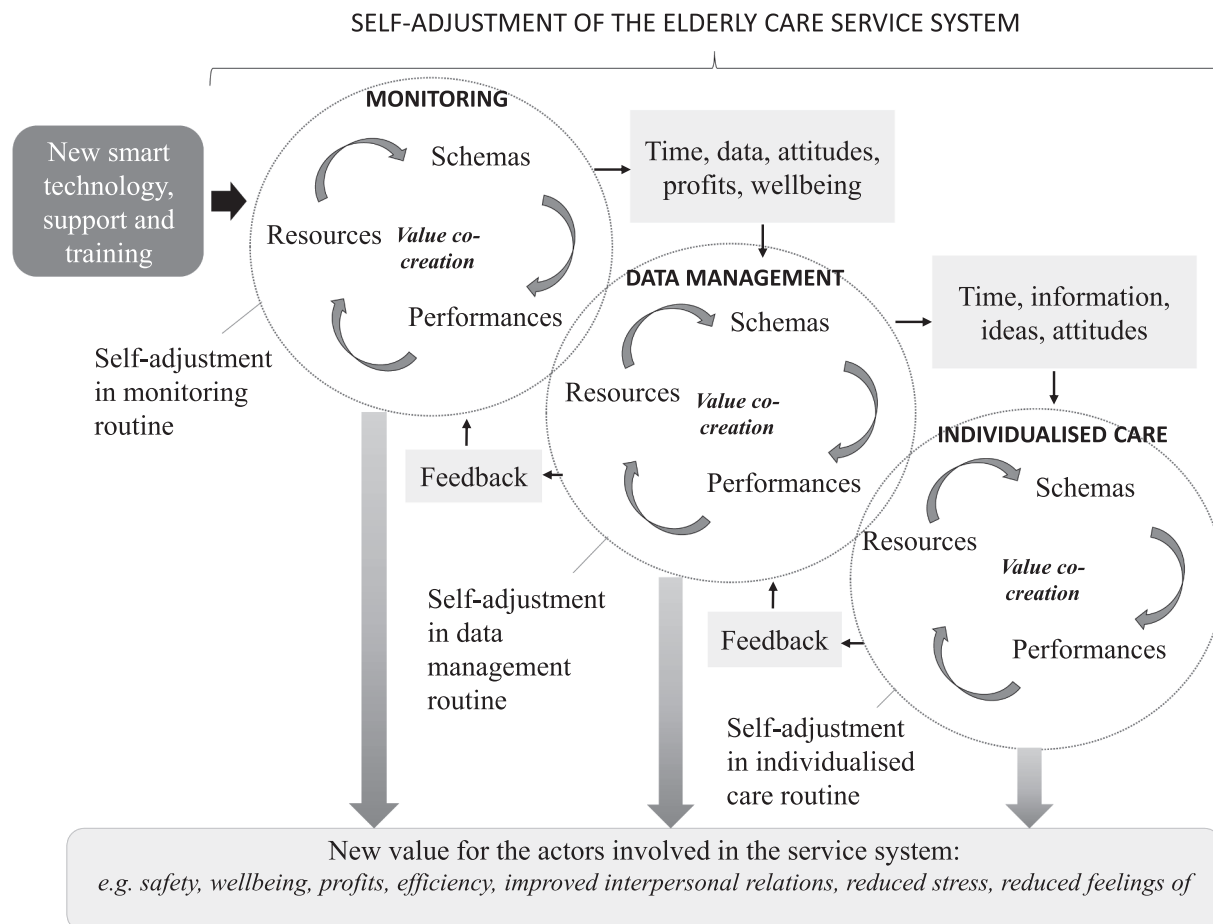 SELF-ADJUSTMENT OF THE ELDERLY CARE SERVICE SYSTEM
MONITORING
New smart
technology,
support and
training
Schemas
Resources
Value co-
creation
Performances
Time, data, attitudes,
profits, wellbeing
Self-adjustment
in monitoring
routine
DATA MANAGEMENT
Schemas
Resources
Value co-
creation
Performances
Time, information,
ideas, attitudes
Feedback
Self-adjustment
in data
management
routine
INDIVIDUALISED CARE
Schemas
Resources
Value co-
creation
Performances
Feedback
Self-adjustment
in individualised
care routine
New value for the actors involved in the service system:
e.g. safety, wellbeing, profits, efficiency, improved interpersonal relations, reduced stress, reduced feelings of